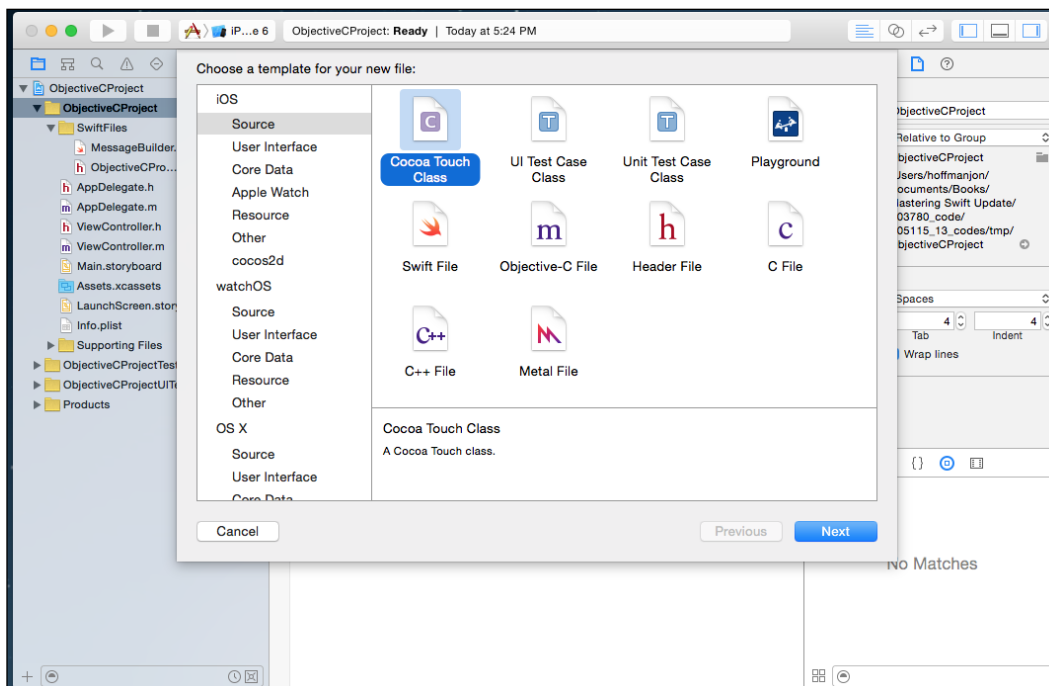 iP...e 6
ObjectiveCProject: Ready | Today at 5:24 PM
ObjectiveCProject
ObjectiveCProject
SwiftFiles
MessageBuilder.
ObjectiveCPro...
AppDelegate.h
AppDelegate.m
ViewController.h
ViewController.m
Main.storyboard
Assets.xcassets
LaunchScreen.story
Info.plist
Supporting Files
ObjectiveCProjectTest
ObjectiveCProjectUITe
Products
Choose a template for your new file:
iOS
Source
User Interface
Core Data
Apple Watch
Resource
Other
cocos2d
watchOS
Source
User Interface
Core Data
Resource
Other
OS X
Source
User Interface
Core Data
C
Cocoa Touch
Class
T
UI Test Case
Class
T
Unit Test Case
Class
Playground
Swift File
m
Objective-C File
h
Header File
c
C File
C++
C++ File
Metal File
Cocoa Touch Class
A Cocoa Touch class.
Cancel
Previous
Next
ObjectiveCProject
Relative to Group
bjectiveCProject
sers/hoffmanjon/
ocuments/Books/
lastering Swift Update/
03780_code/
05115_13_codes/tmp/
bjectiveCProject
Spaces
4
4
Tab
Indent
Wrap lines
{}
No Matches